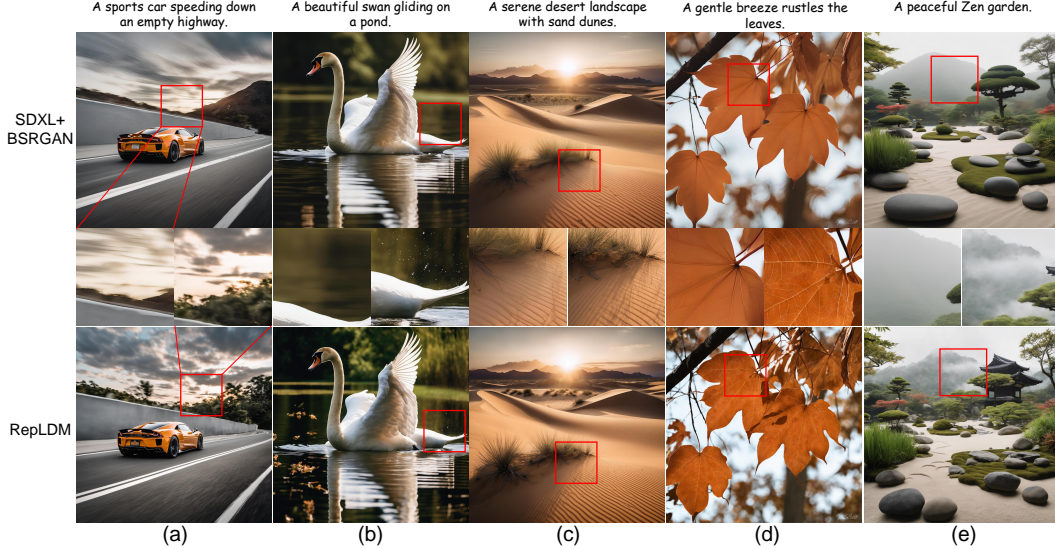 A sports car speeding down
an empty highway.
A beautiful swan gliding on
a pond.
A serene desert landscape
with sand dunes.
A gentle breeze rustles the
leaves.
A peaceful Zen garden.
SDXL+
BSRGAN
RepLDM
(a)
(b)
(c)
(d)
(e)